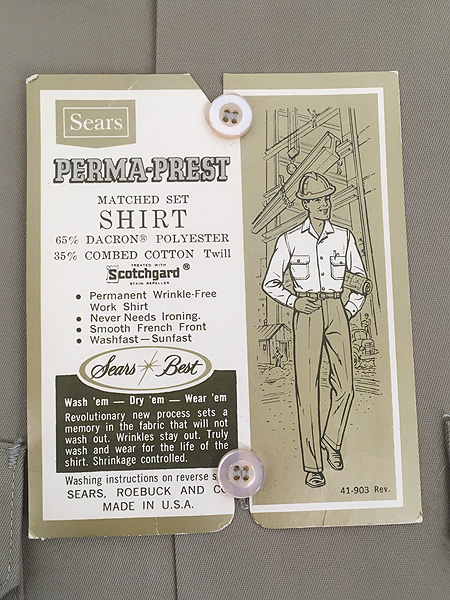 Sears
PERMA-PREST
MATCHED SET
SHIRT
65% DACRON® POLYESTER
35% COMBED COTTON Twill
TREATED WITH
Scotchgard®
STAIN REPELLER
• Permanent Wrinkle-Free
Work Shirt
• Never Needs Ironing.
• Smooth French Front
• Washfast—Sunfast
Sears Best
Wash 'em — Dry 'em — Wear 'em
Revolutionary new process sets a
memory in the fabric that will not
wash out. Wrinkles stay out. Truly
wash and wear for the life of the
shirt. Shrinkage controlled.
Washing instructions on reverse
SEARS, ROEBUCK AND
MADE IN U.S.A.
41-903 Rev.